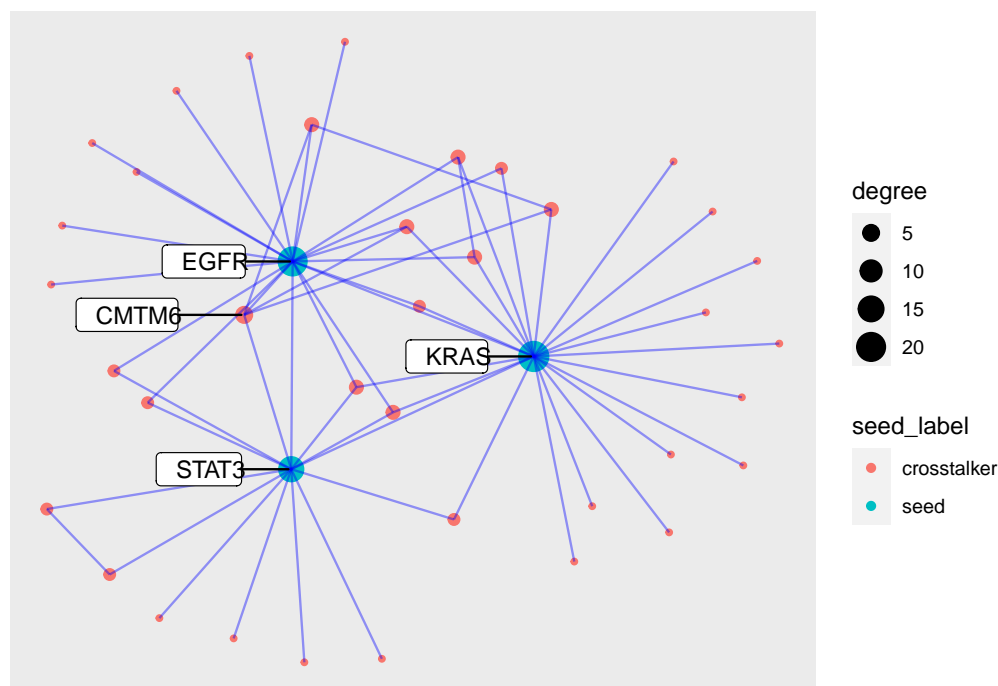 EGFR
CMTM6
KRAS
STAT3
degree
5
10
15
20
seed_label
crosstalker
seed